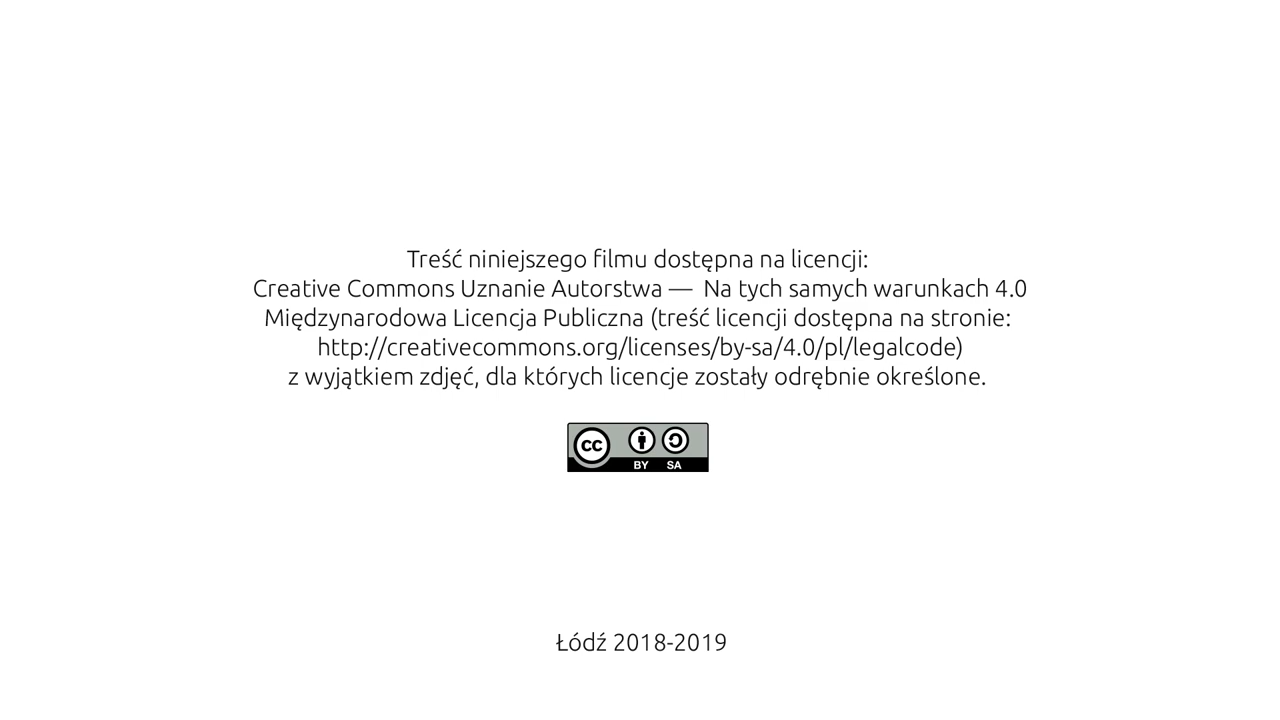 Treść niniejszego filmu dostępna na licencji:
Creative Commons Uznanie Autorstwa — Na tych samych warunkach 4.0
Międzynarodowa Licencja Publiczna (treść licencji dostępna na stronie:
http://creativecommons.org/licenses/by-sa/4.0/pl/legalcode)
z wyjątkiem zdjęć, dla których licencje zostały odrębnie określone.
cc
BY SA
Łódź 2018-2019